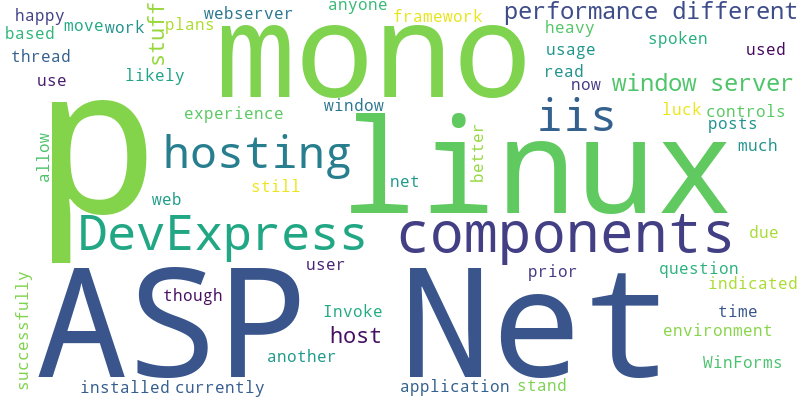 happy
webserver
anyone
framework
performance different
based
move
work
plans
stuff
mono
heavy
spoken
used
thread
usage
likely
read
use
now
window server
experience
window
iis
luck
controls
posts
p
linux
allow
hosting
better
much
still
net
web
DevExpress
components
due
user
prior
question
ASP Net
though
indicated
successfully
Invoke
time
host
environment
another
WinForms
installed
currently
application
stand